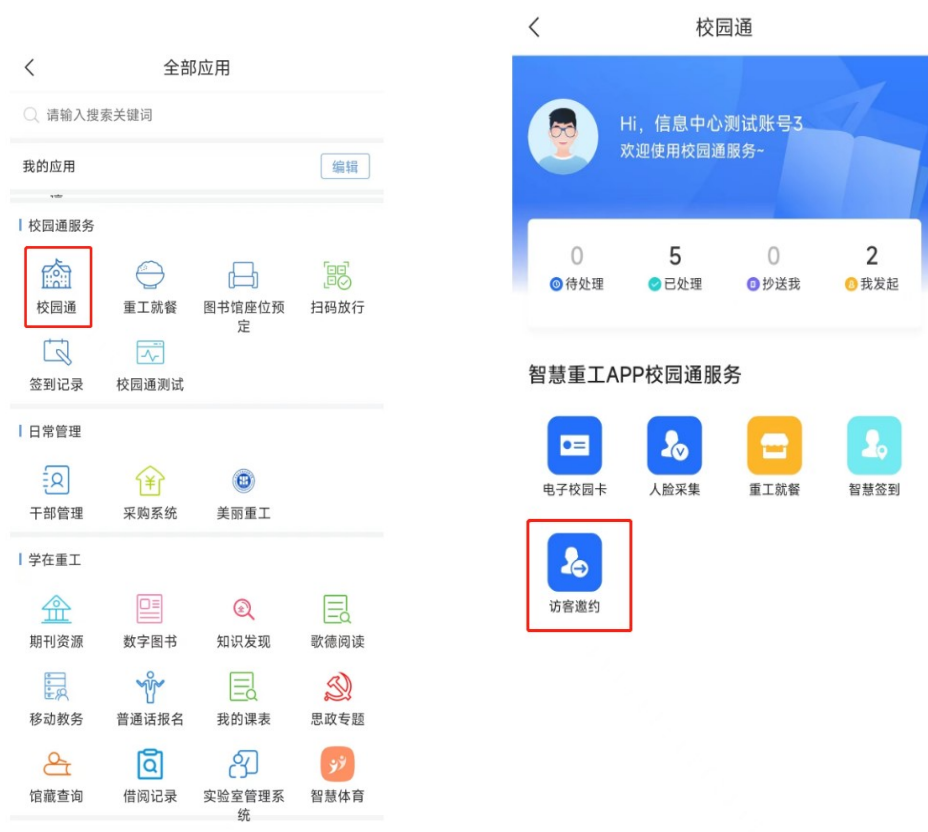 全部应用
请输入搜索关键词
我的应用
编辑
校园通服务
校园通
重工就餐
图书馆座位预
定
扫码放行
签到记录
校园通测试
日常管理
干部管理
采购系统
美丽重工
学在重工
期刊资源
数字图书
知识发现
歌德阅读
移动教务
普通话报名
我的课表
思政专题
馆藏查询
借阅记录
实验室管理系
统
智慧体育
校园通
Hi，信息中心测试账号3
欢迎使用校园通服务~
0
5
0
2
待处理
已处理
抄送我
我发起
智慧重工APP校园通服务
电子校园卡
人脸采集
重工就餐
智慧签到
访客邀约